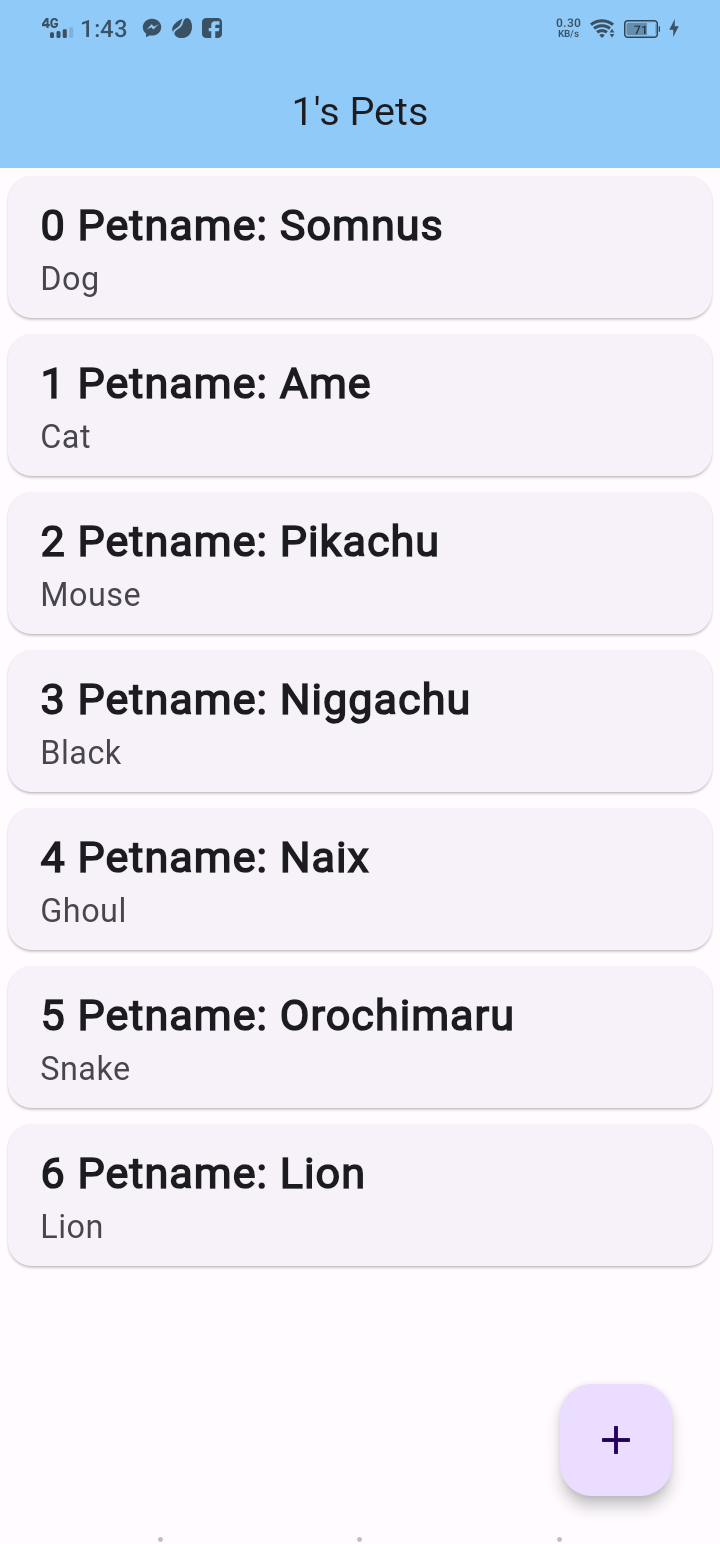 4G 1:43 0.30 KB/s 71
1's Pets
0 Petname: Somnus
Dog
1 Petname: Ame
Cat
2 Petname: Pikachu
Mouse
3 Petname: Niggachu
Black
4 Petname: Naix
Ghoul
5 Petname: Orochimaru
Snake
6 Petname: Lion
Lion
+